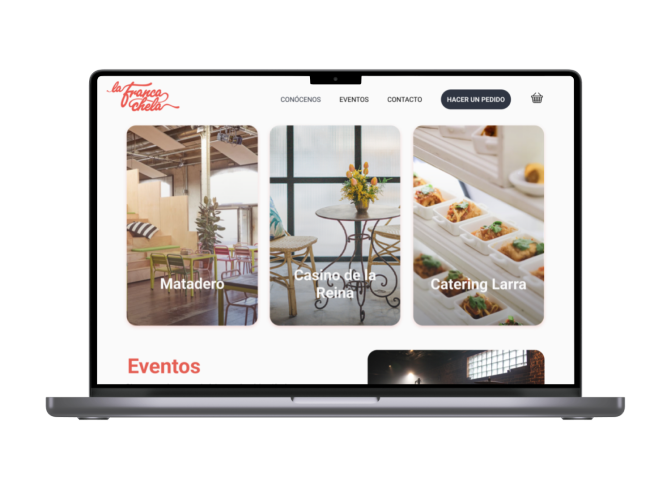 la
franca
chela
CONÓCENOS
EVENTOS
CONTACTO
HACER UN PEDIDO
Matadero
Casino de la
Reina
Catering Larra
Eventos